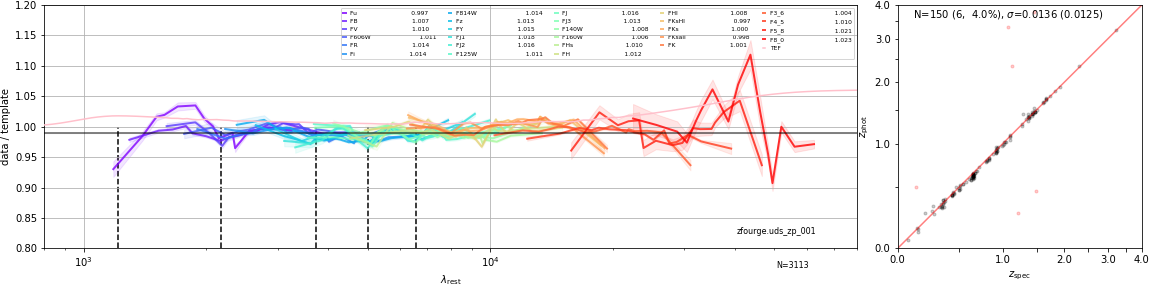 1.20
1.15
1.10
1.05
1.00
0.95
0.90
0.85
0.80
data / template
10³
10⁴
λrest
Fu 0.997
FB 1.007
FV 1.010
F606W 1.011
FR 1.014
Fi 1.014
F814W 1.014
Fz 1.013
FY 1.015
FJ1 1.018
FJ2 1.016
F125W 1.011
FJ 1.016
FJ3 1.013
F140W 1.008
F160W 1.006
FHs 1.010
FH 1.012
FHl 1.008
FKsHI 0.997
FKs 1.000
FKsall 0.998
FK 1.001
F3_6 1.004
F4_5 1.010
F5_8 1.021
F8_0 1.023
TEF
zfourge.uds_zp_001
N=3113
N=150 (6, 4.0%), σ=0.0136 (0.0125)
4.0
3.0
2.0
1.0
0.0
zphot
0.0 1.0 2.0 3.0 4.0
zspec